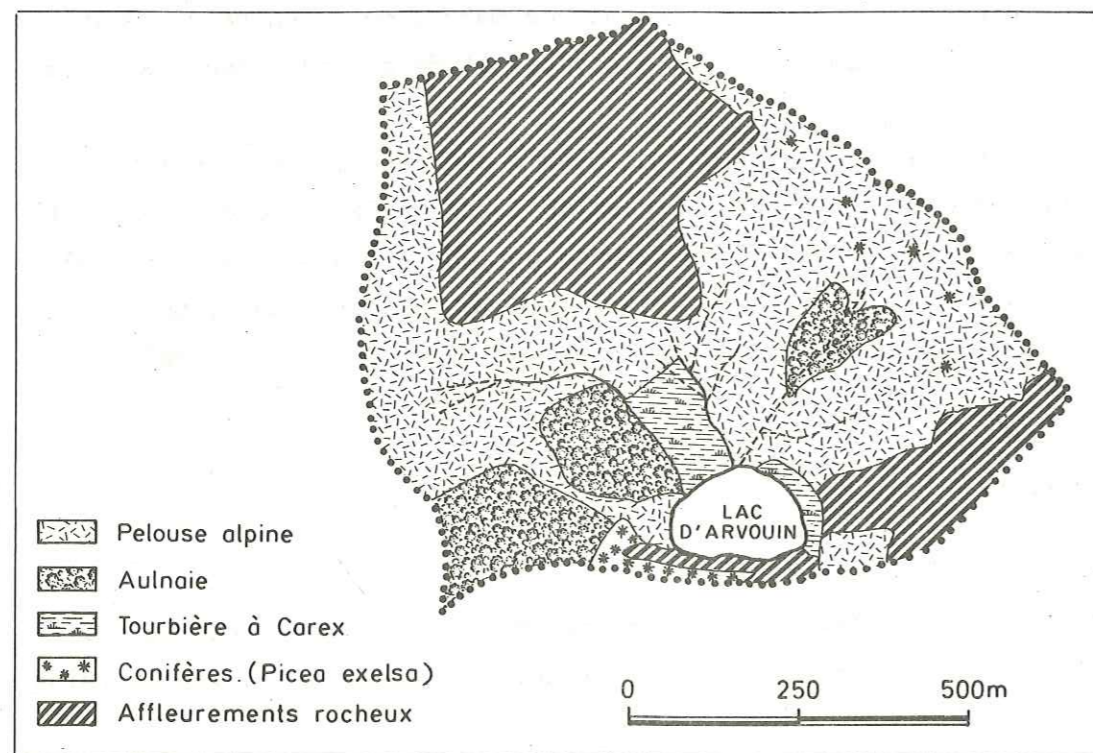 LAC
D'ARVOUIN
Pelouse alpine
Aulnaie
Tourbière à Carex
Conifères. (Picea exelsa)
Affleurements rocheux
0 250 500m